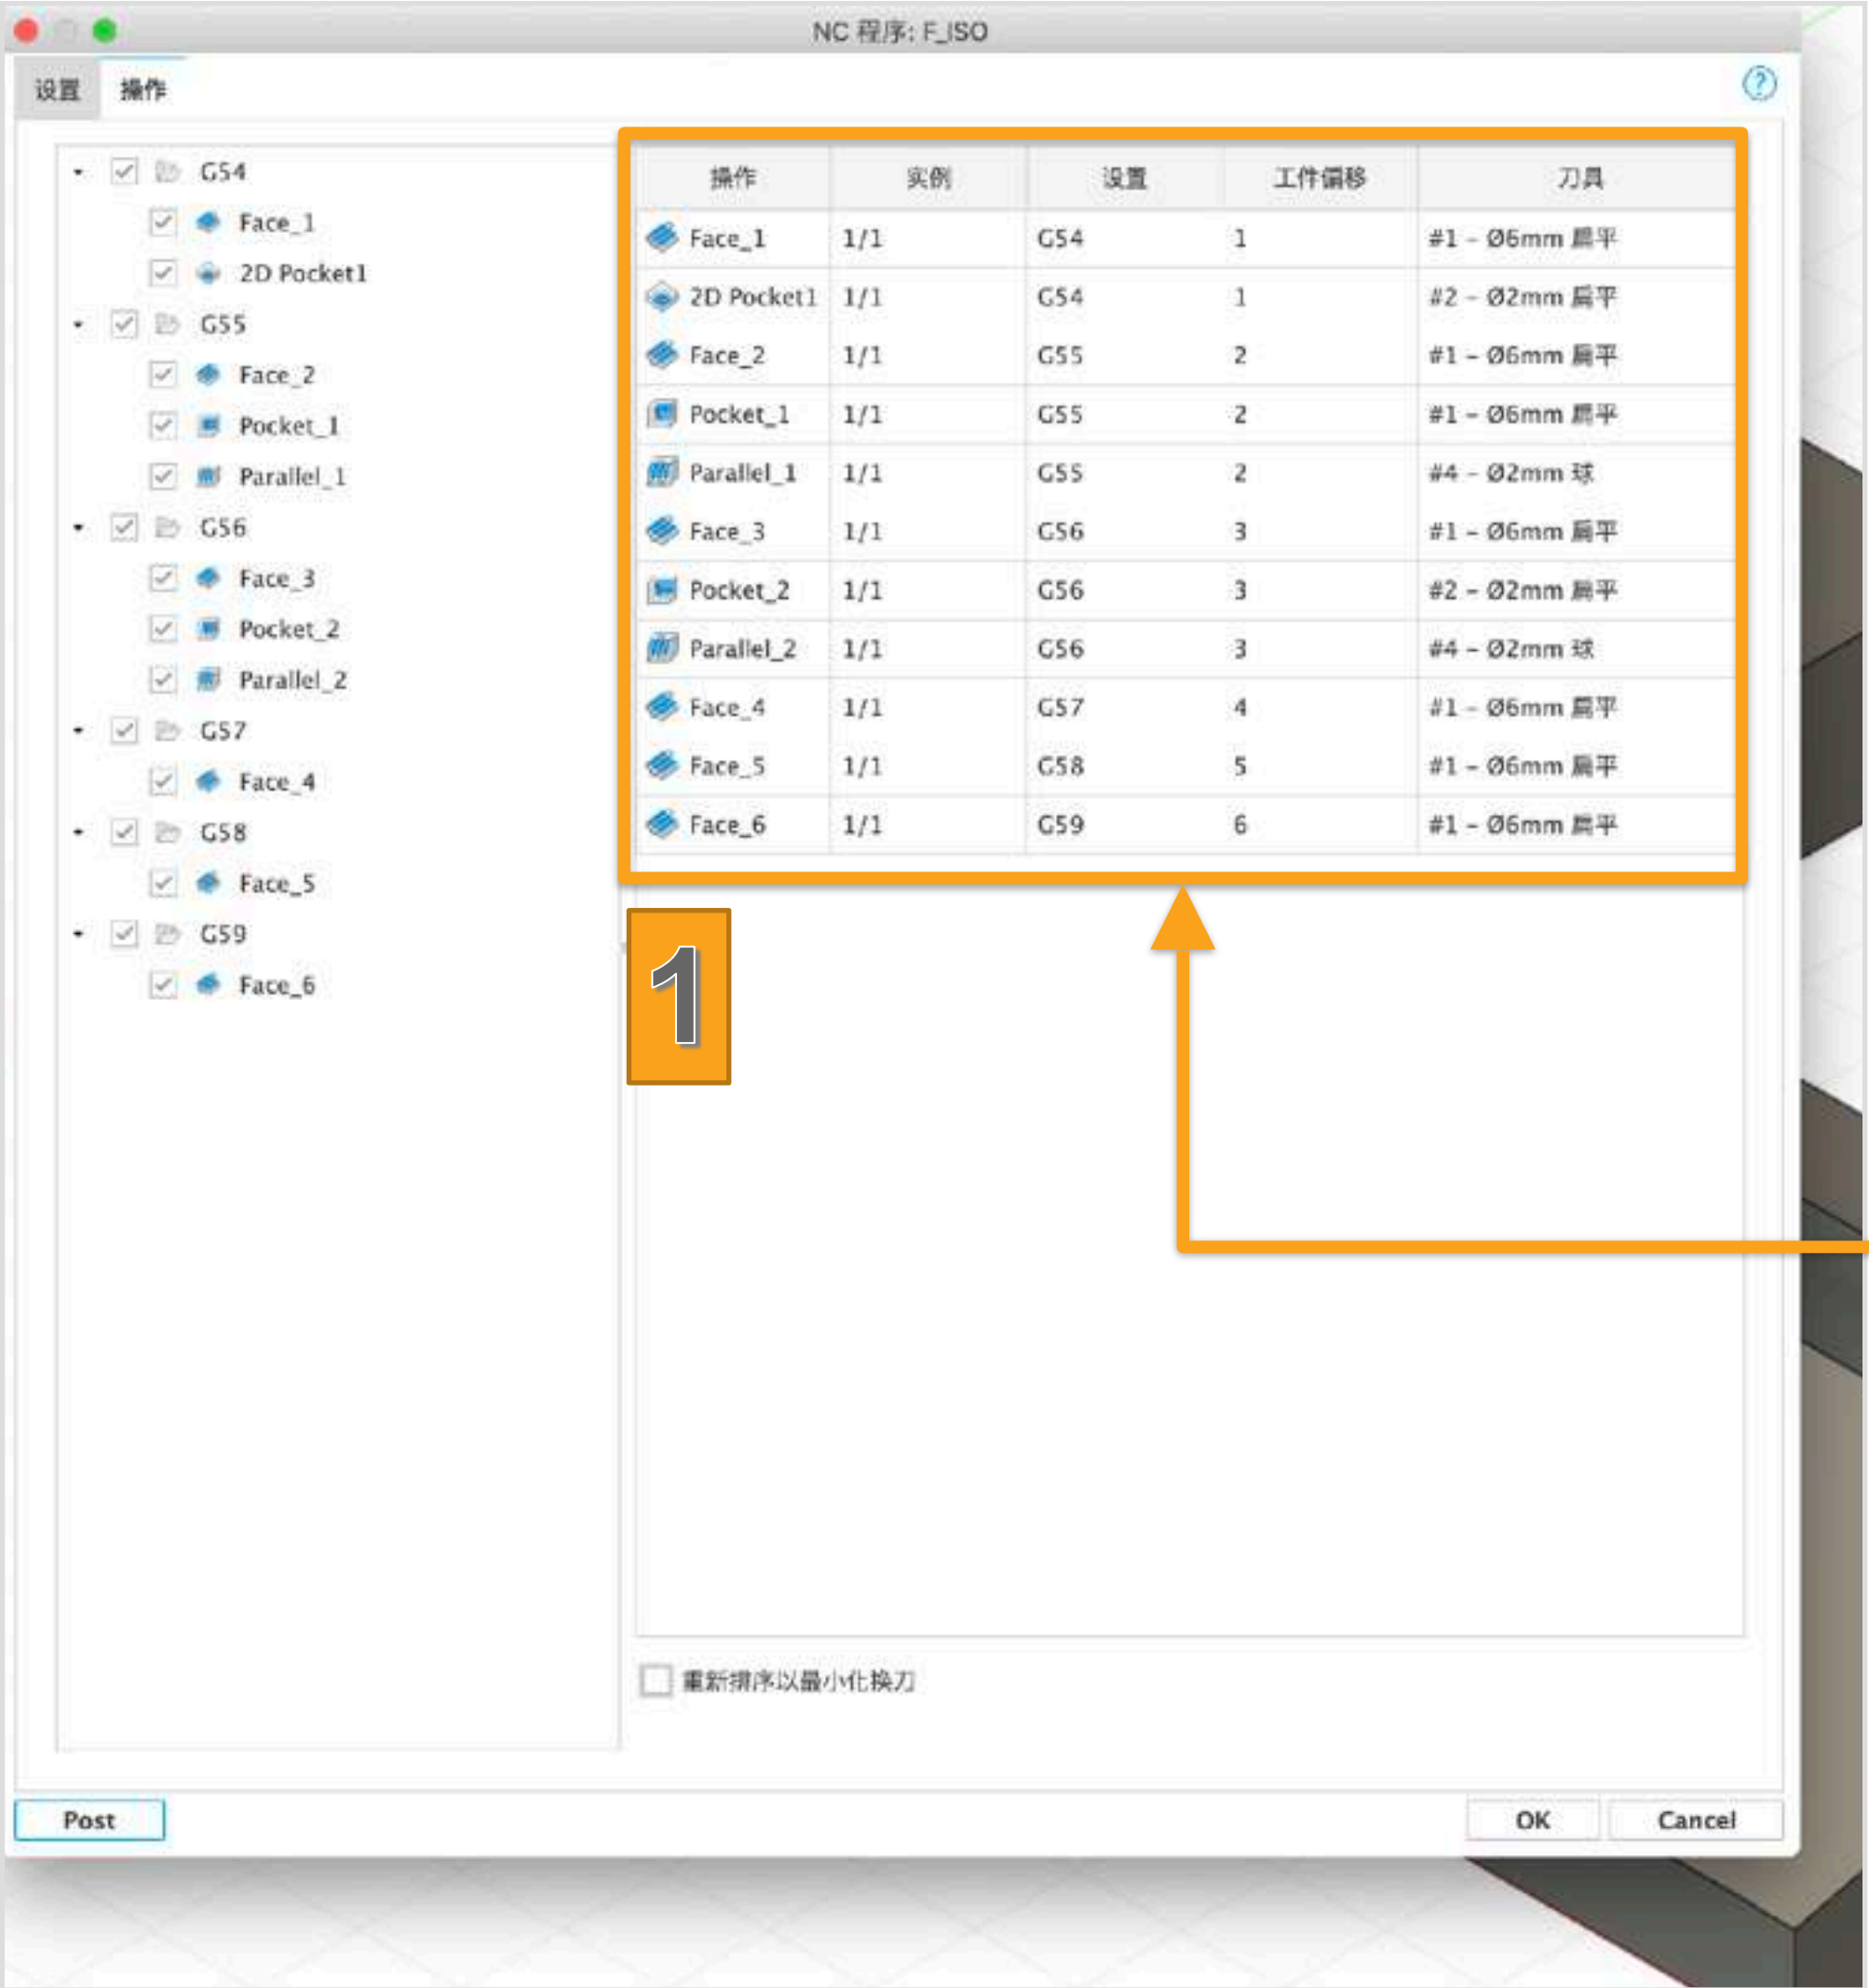 NC 程序: F_ISO
设置 操作
G54
Face_1
2D Pocket1
G55
Face_2
Pocket_1
Parallel_1
G56
Face_3
Pocket_2
Parallel_2
G57
Face_4
G58
Face_5
G59
Face_6
操作 实例 设置 工件偏移 刀具
Face_1 1/1 G54 1 #1 - Ø6mm 扁平
2D Pocket1 1/1 G54 1 #2 - Ø2mm 扁平
Face_2 1/1 G55 2 #1 - Ø6mm 扁平
Pocket_1 1/1 G55 2 #1 - Ø6mm 扁平
Parallel_1 1/1 G55 2 #4 - Ø2mm 球
Face_3 1/1 G56 3 #1 - Ø6mm 扁平
Pocket_2 1/1 G56 3 #2 - Ø2mm 扁平
Parallel_2 1/1 G56 3 #4 - Ø2mm 球
Face_4 1/1 G57 4 #1 - Ø6mm 扁平
Face_5 1/1 G58 5 #1 - Ø6mm 扁平
Face_6 1/1 G59 6 #1 - Ø6mm 扁平
1
重新排序以最小化换刀
Post OK Cancel